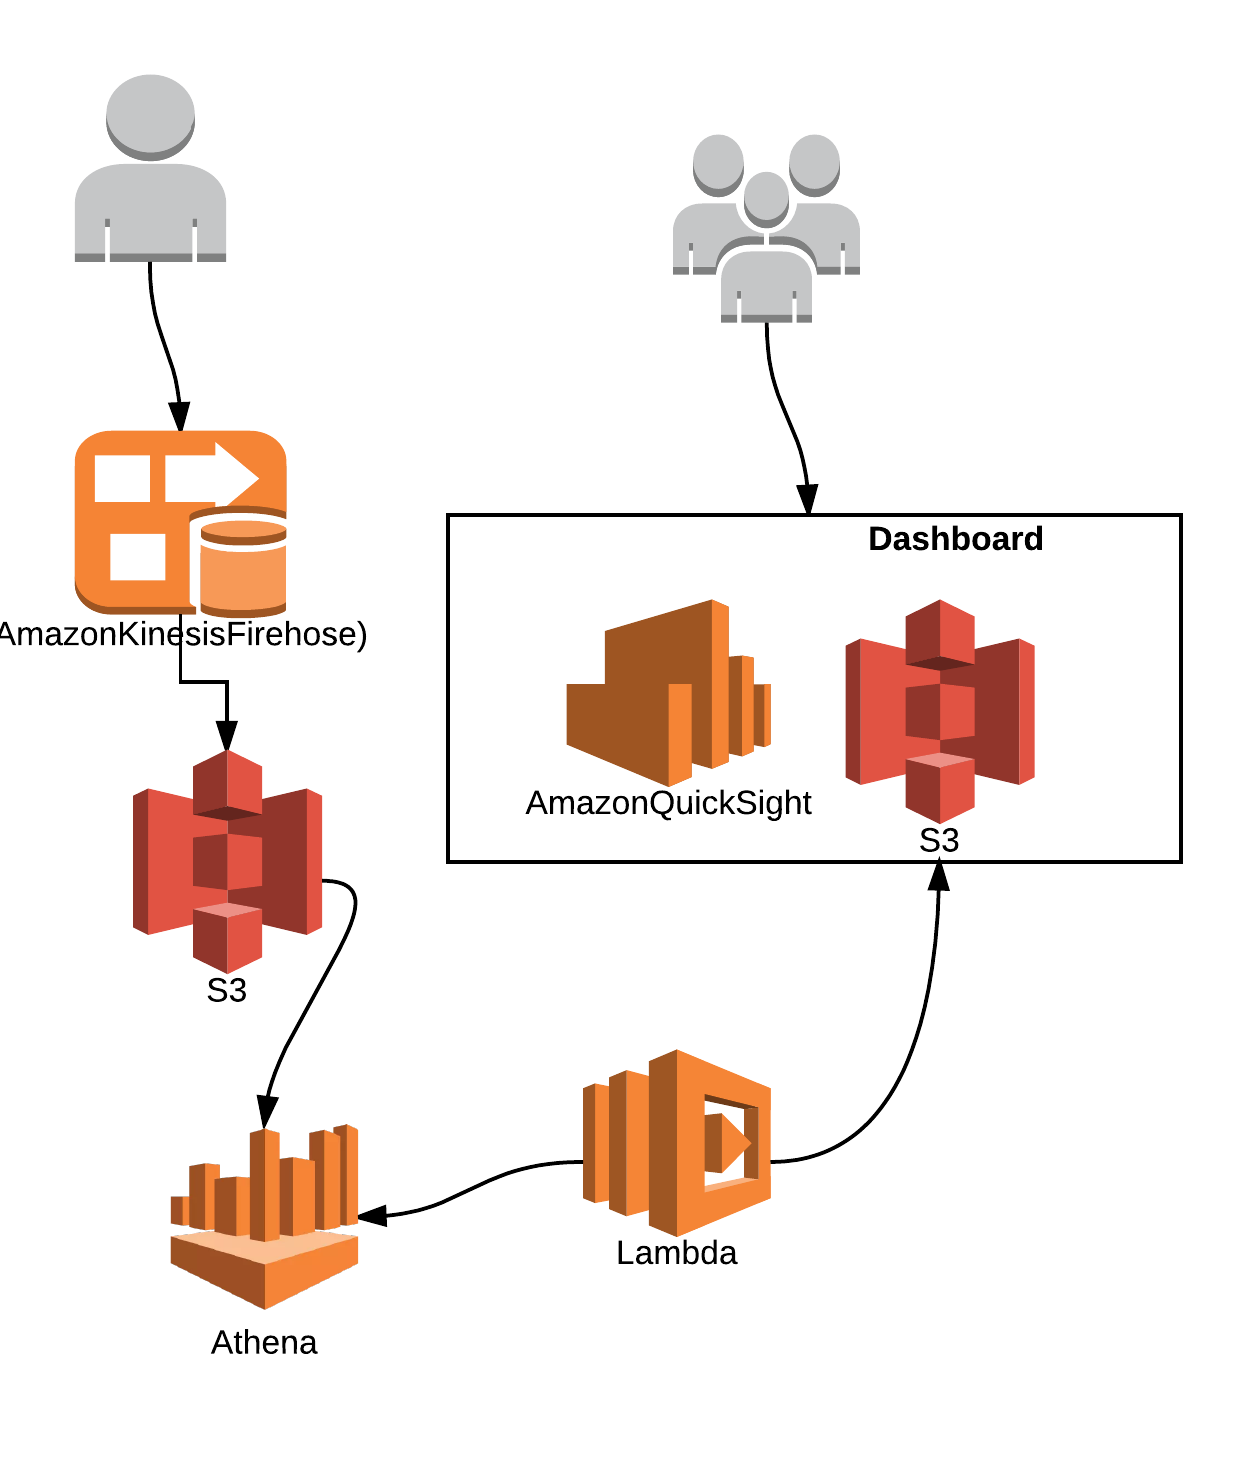 Dashboard
AmazonKinesisFirehose)
AmazonQuickSight
S3
S3
Lambda
Athena